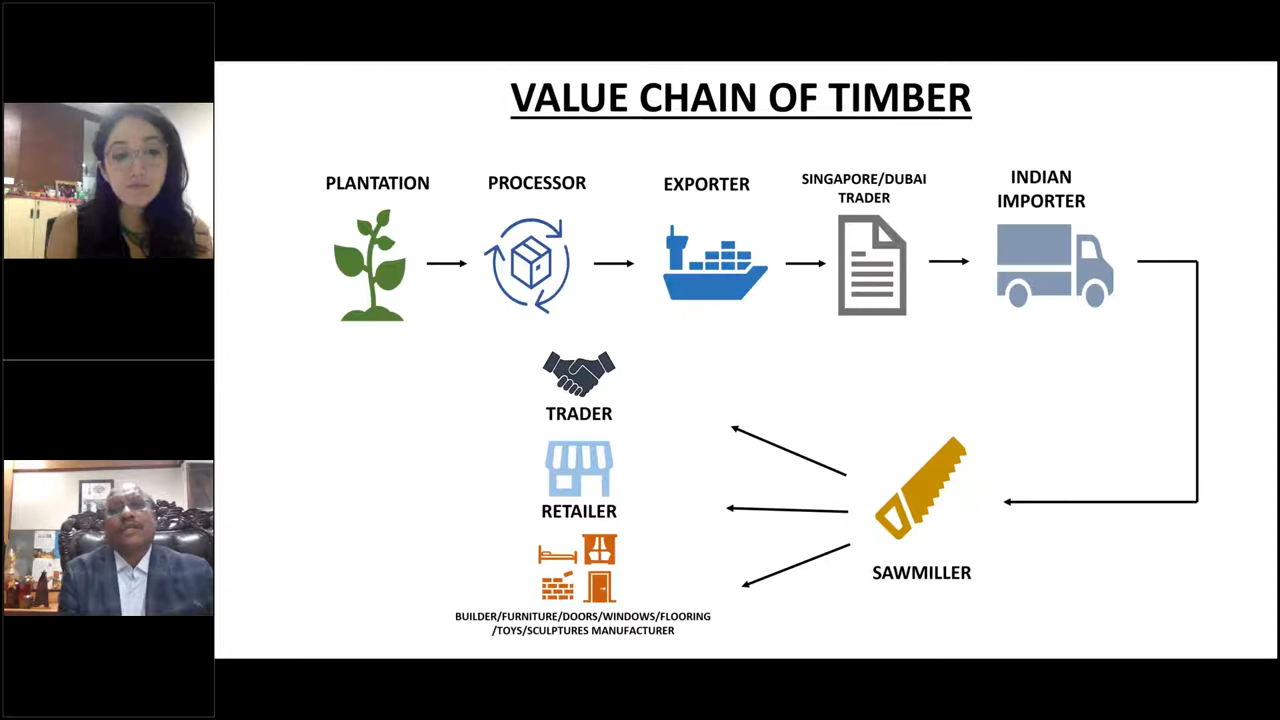 VALUE CHAIN OF TIMBER
PLANTATION
PROCESSOR
EXPORTER
SINGAPORE/DUBAI
TRADER
INDIAN
IMPORTER
TRADER
RETAILER
BUILDER/FURNITURE/DOORS/WINDOWS/FLOORING
/TOYS/SCULPTURES MANUFACTURER
SAWMILLER